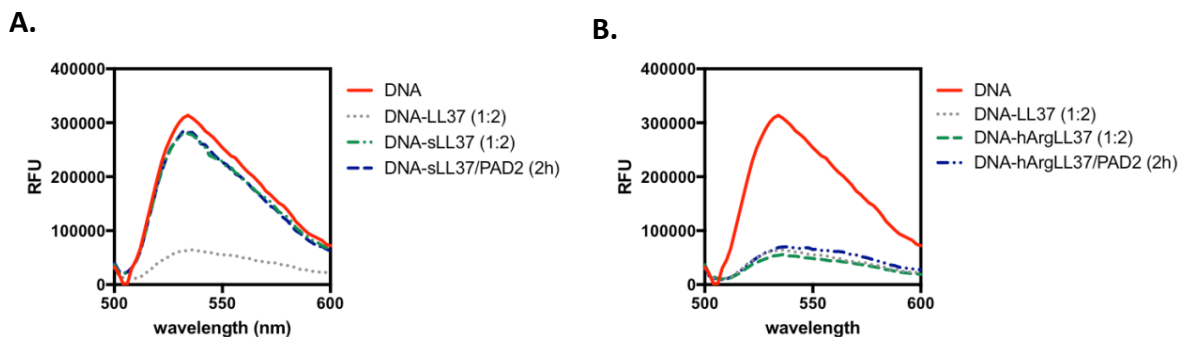 A.
400000
300000
200000
100000
0
RFU
500
550
600
wavelength (nm)
DNA
DNA-LL37 (1:2)
DNA-sLL37 (1:2)
DNA-sLL37/PAD2 (2h)
B.
400000
300000
200000
100000
0
RFU
500
550
600
wavelength
DNA
DNA-LL37 (1:2)
DNA-hArgLL37 (1:2)
DNA-hArgLL37/PAD2 (2h)